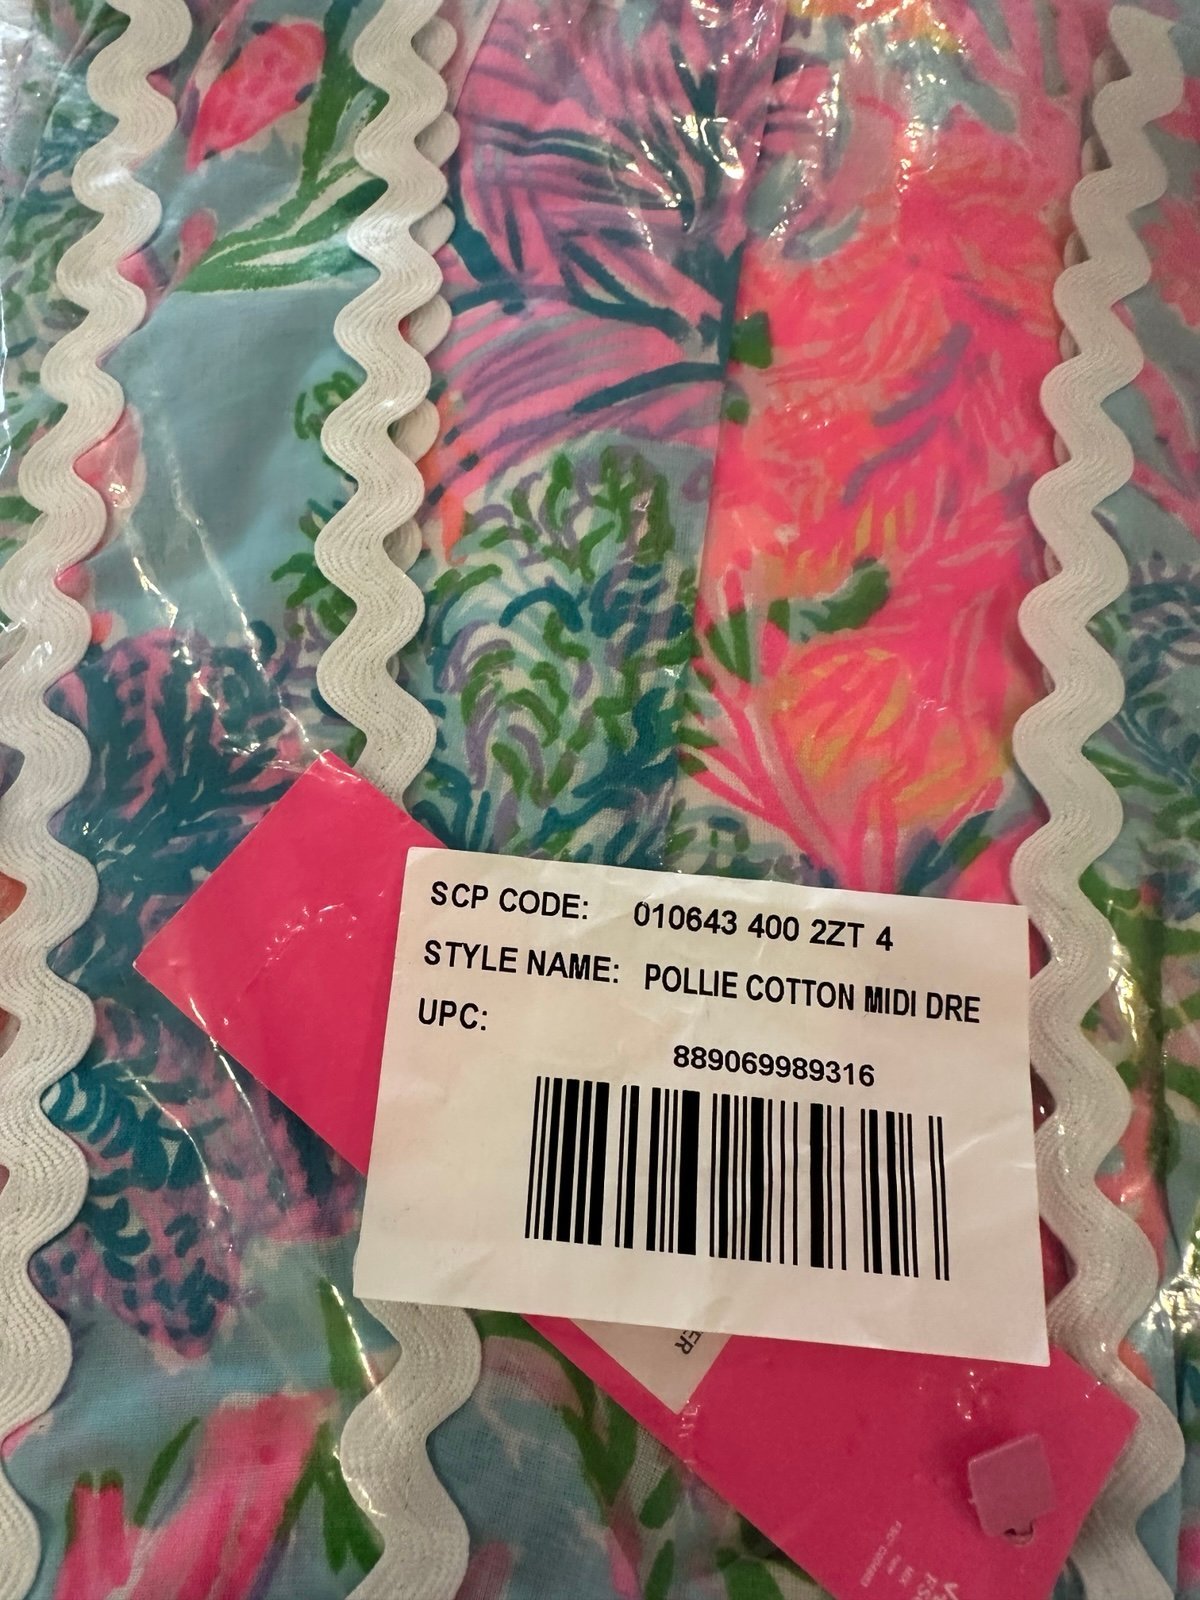 SCP CODE: 010643 400 2ZT 4
STYLE NAME: POLLIE COTTON MIDI DRE
UPC:
889069989316
ER